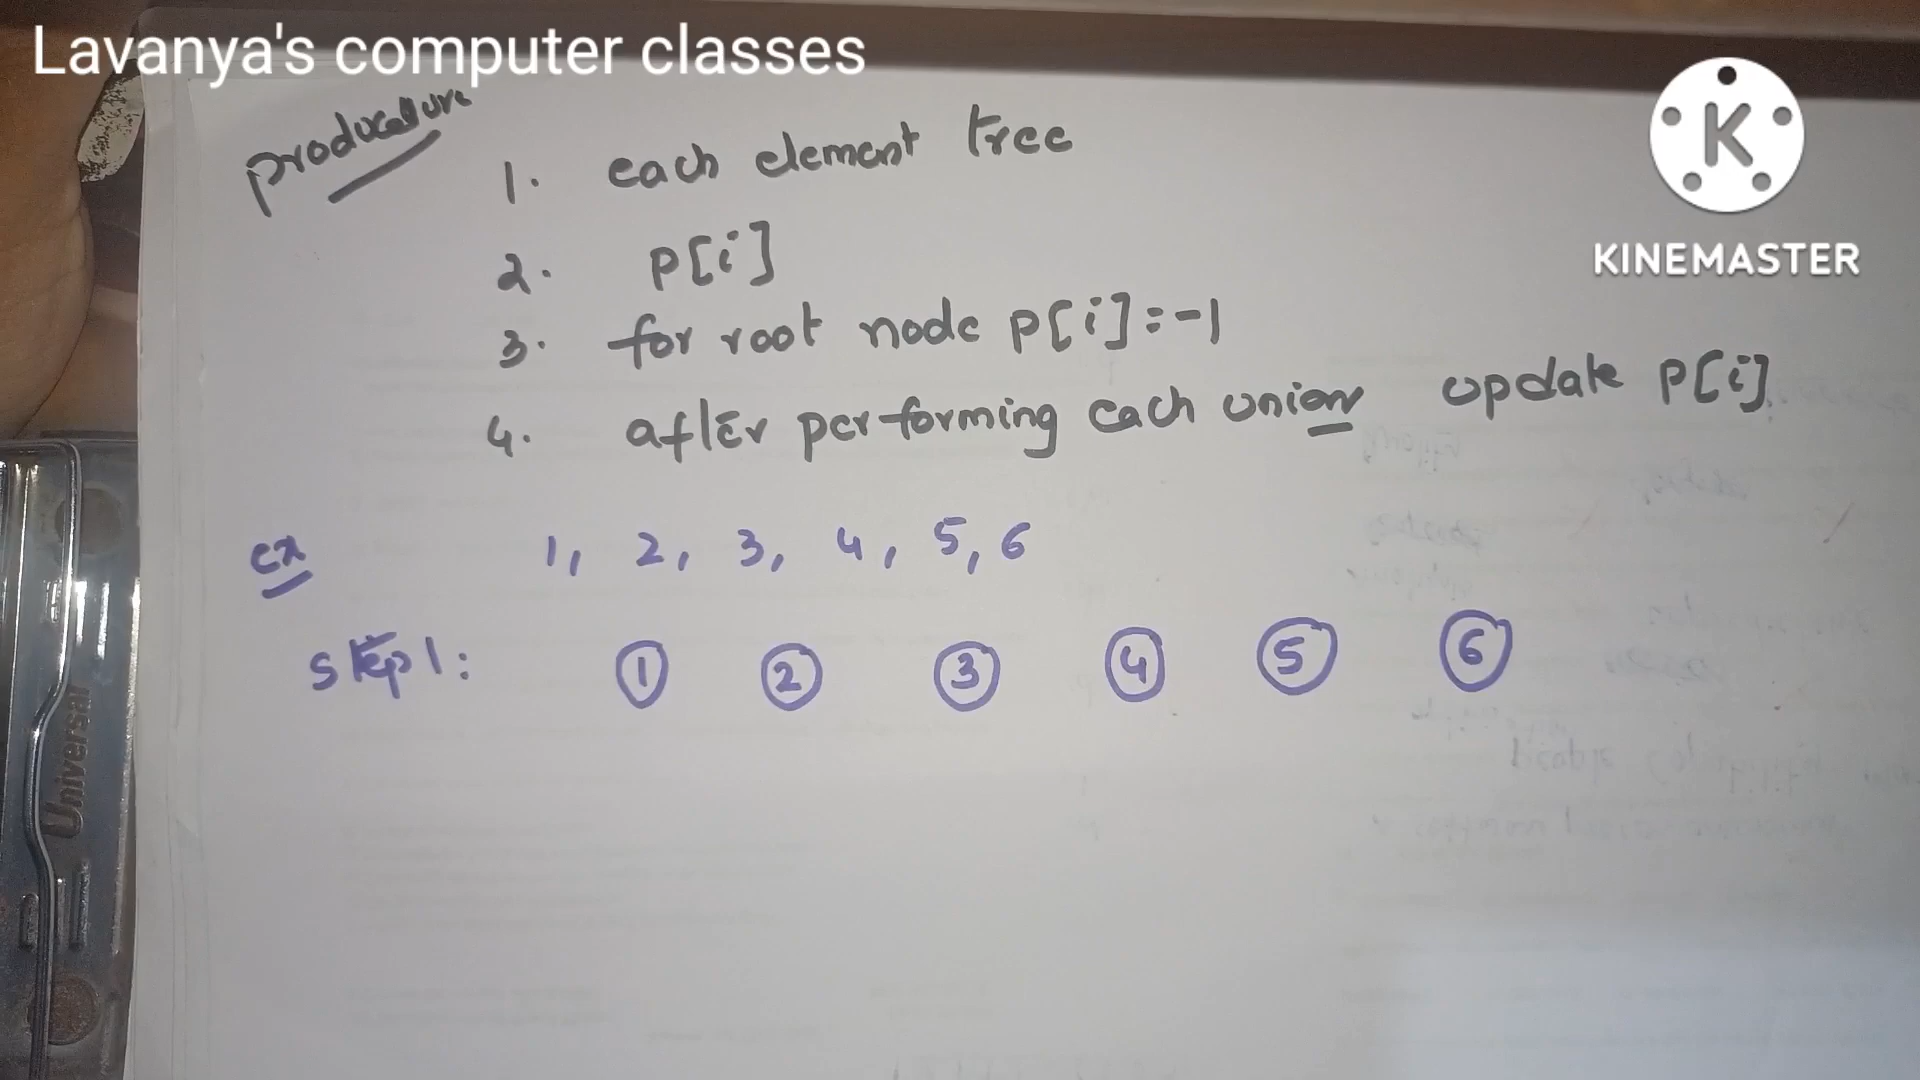 Lavanya's computer classes
KINEMASTER
producedure
1. each element tree
2. P[i]
3. for root node P[i]=-1
4. after performing each union update P[i]
ex 1, 2, 3, 4, 5, 6
Step1: 1 2 3 4 5 6
Universal